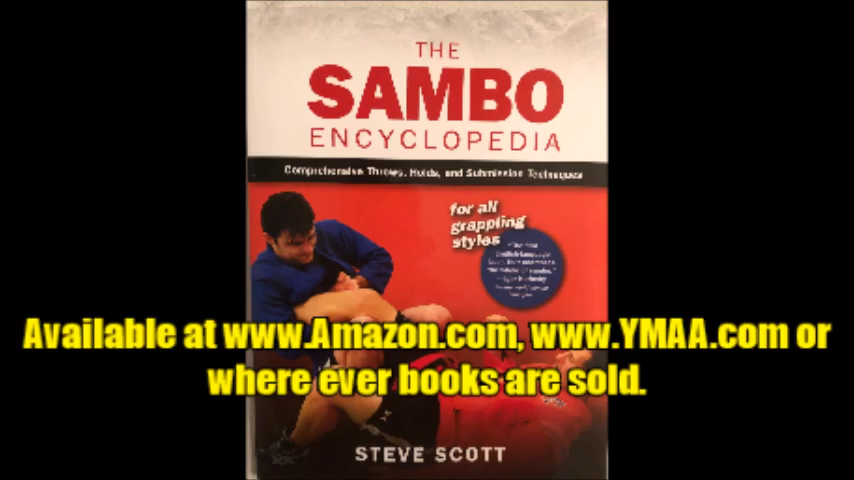 THE
SAMBO
ENCYCLOPEDIA
Comprehensive Throws, Holds, and Submission Techniques
for all
grappling
styles
Available at www.Amazon.com, www.YMAA.com or
where ever books are sold.
STEVE SCOTT